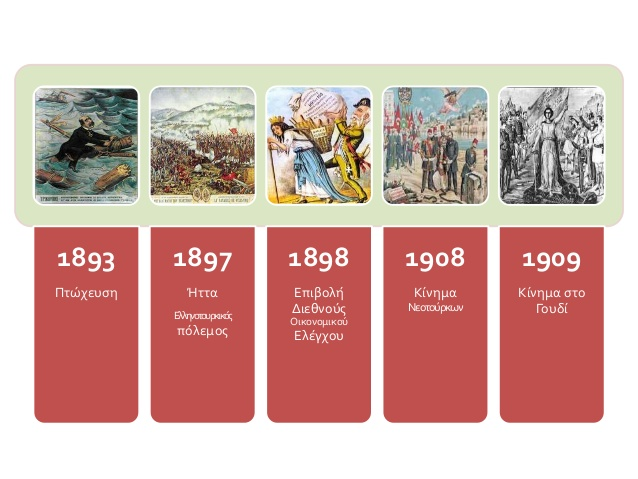 1893
Πτώχευση
1897
Ήττα
Ελληνοτουρκικός
πόλεμος
1898
Επιβολή
Διεθνούς
Οικονομικού
Ελέγχου
1908
Κίνημα
Νεοτούρκων
1909
Κίνημα στο
Γουδί